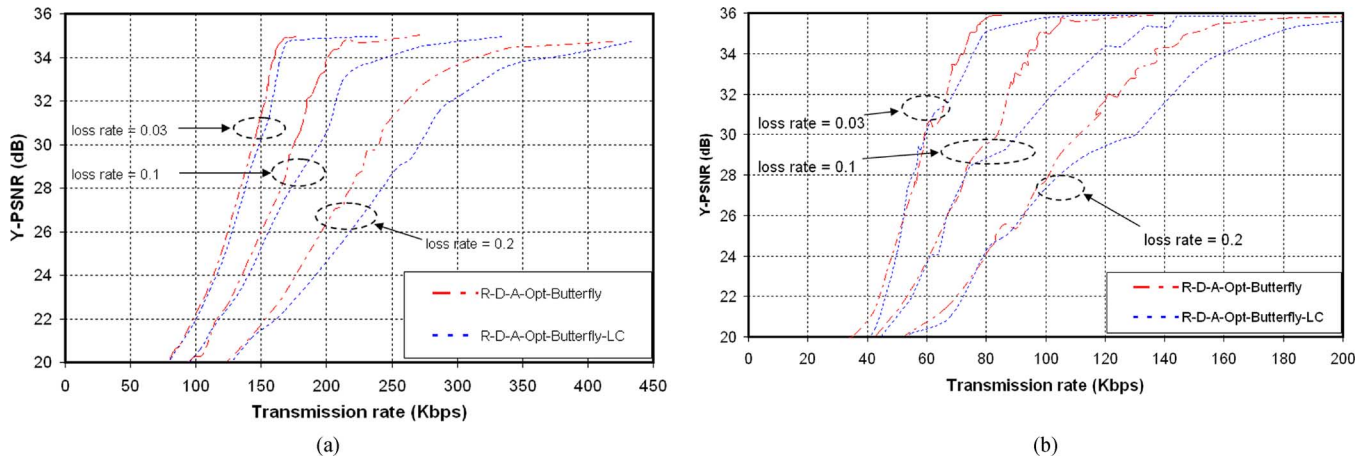 36
34
32
30
28
26
24
22
20
Y-PSNR (dB)
loss rate = 0.03
loss rate = 0.1
loss rate = 0.2
R-D-A-Opt-Butterfly
R-D-A-Opt-Butterfly-LC
0 50 100 150 200 250 300 350 400 450
Transmission rate (Kbps)
(a)
36
34
32
30
28
26
24
22
20
Y-PSNR (dB)
loss rate = 0.03
loss rate = 0.1
loss rate = 0.2
R-D-A-Opt-Butterfly
R-D-A-Opt-Butterfly-LC
0 20 40 60 80 100 120 140 160 180 200
Transmission rate (Kbps)
(b)